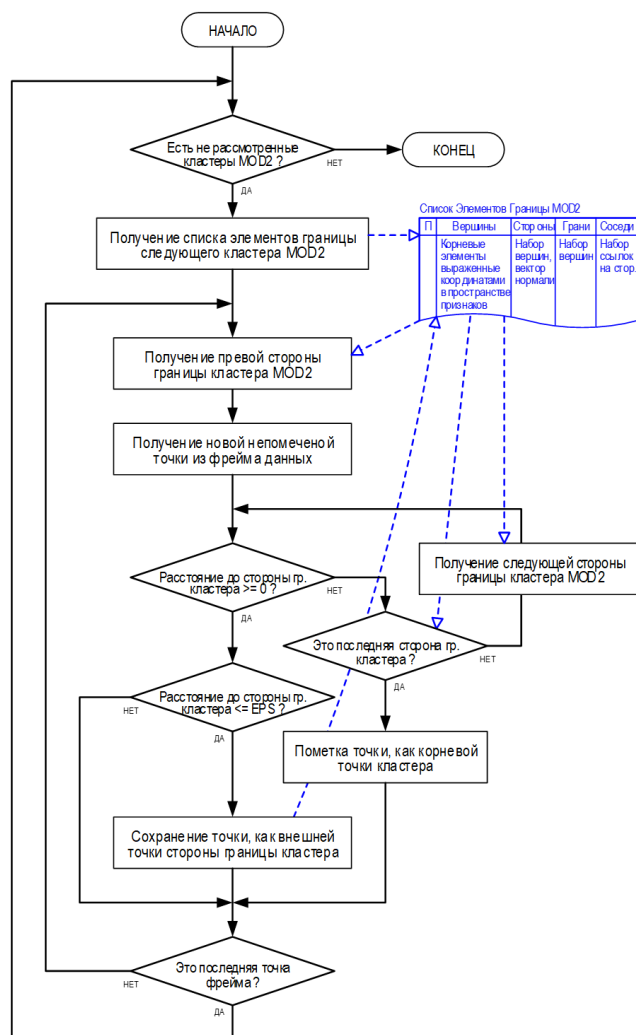 НАЧАЛО
Есть не рассмотренные
кластеры MOD2 ?
НЕТ
КОНЕЦ
ДА
Получение списка элементов границы
следующего кластера MOD2
Список Элементов Границы MOD2
П Вершины Стороны Грани Соседи
Корневые
элементы
выраженные
координатами
в пространстве
признаков
Набор
вершин,
вектор
нормали
Набор
вершин
Набор
ссылок
на стор.
Получение превой стороны
границы кластера MOD2
Получение новой непомеченой
точки из фрейма данных
Расстояние до стороны гр.
кластера >= 0 ?
НЕТ
ДА
Получение следующей стороны
границы кластера MOD2
Это последняя сторона гр.
кластера ?
НЕТ
ДА
Расстояние до стороны гр.
кластера <= EPS ?
НЕТ
ДА
Пометка точки, как корневой
точки кластера
Сохранение точки, как внешней
точки стороны границы кластера
Это последняя точка
фрейма ?
НЕТ
ДА